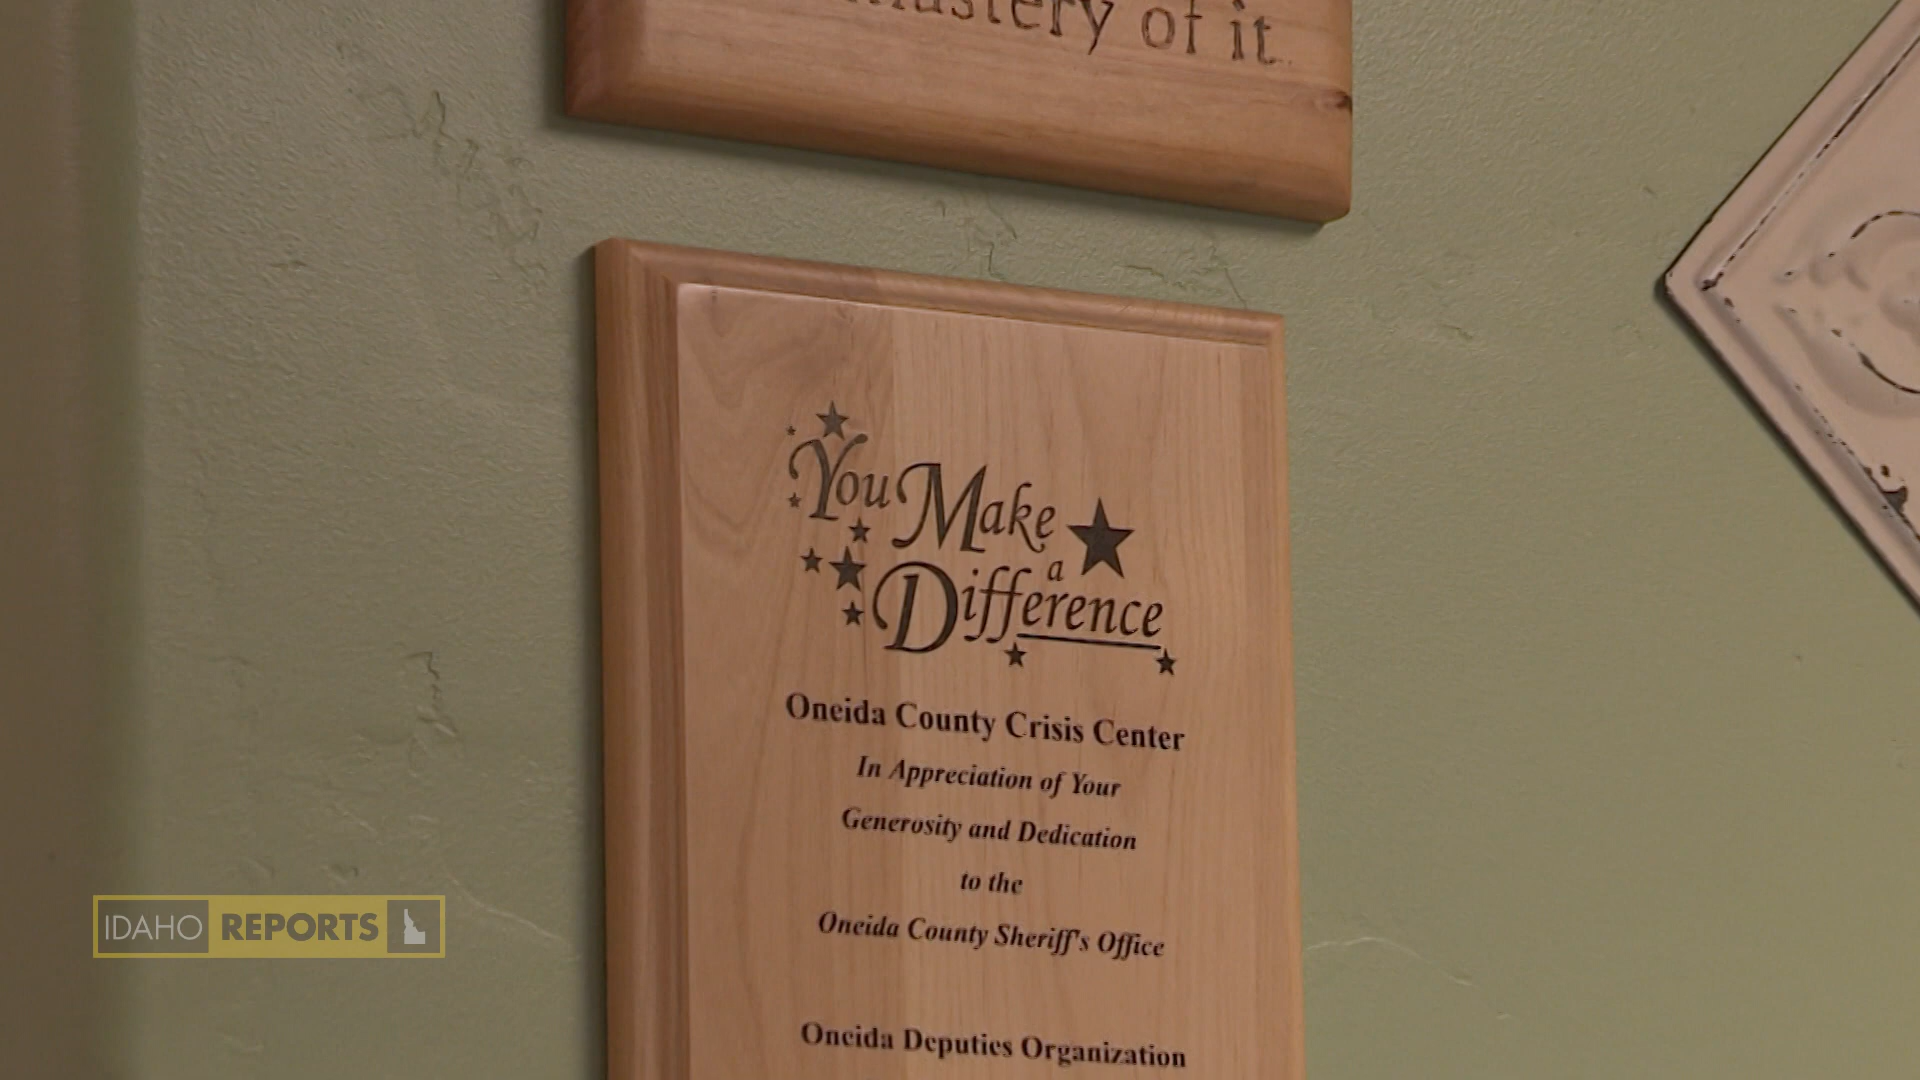 mastery of it.
You Make
a
Difference
Oneida County Crisis Center
In Appreciation of Your
Generosity and Dedication
to the
Oneida County Sheriff's Office
Oneida Deputies Organization
IDAHO REPORTS